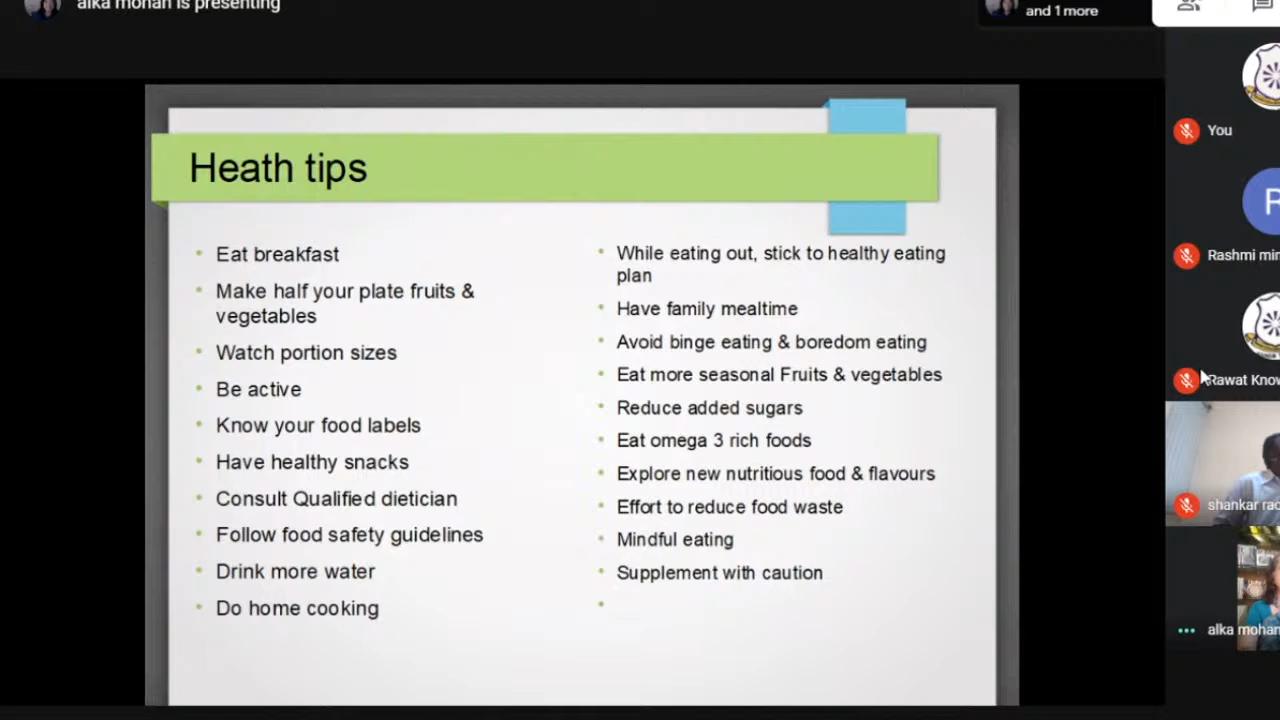 alka mohan is presenting
and 1 more
Heath tips
Eat breakfast
Make half your plate fruits &
vegetables
Watch portion sizes
Be active
Know your food labels
Have healthy snacks
Consult Qualified dietician
Follow food safety guidelines
Drink more water
Do home cooking
While eating out, stick to healthy eating
plan
Have family mealtime
Avoid binge eating & boredom eating
Eat more seasonal Fruits & vegetables
Reduce added sugars
Eat omega 3 rich foods
Explore new nutritious food & flavours
Effort to reduce food waste
Mindful eating
Supplement with caution
You
R
Rashmi
Rawat
shankar
alka mohan